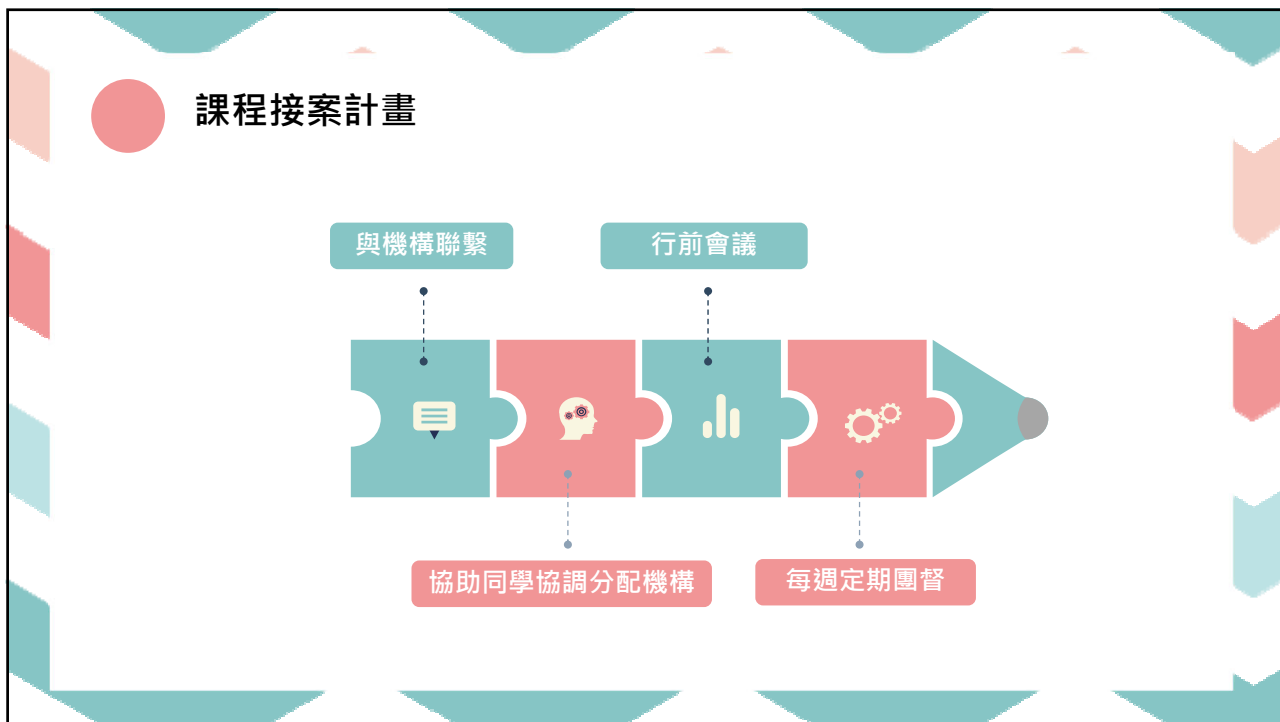 課程接案計畫
與機構聯繫
行前會議
協助同學協調分配機構
每週定期團督